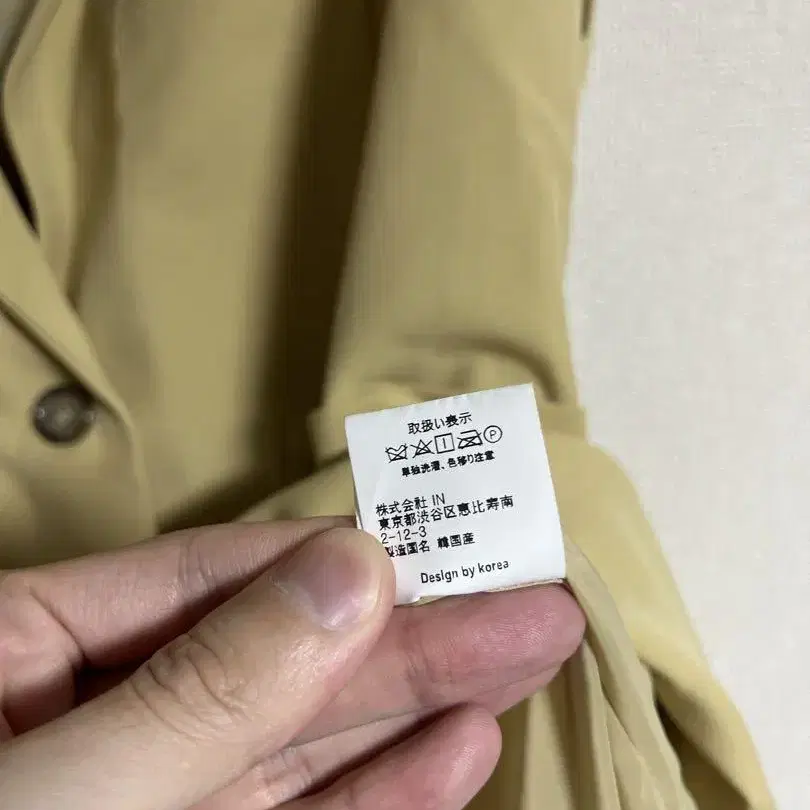 取扱い表示
P
単独洗濯、色移り注意
株式会社 IN
東京都渋谷区恵比寿南
2-12-3
製造国名 韓国産
Design by korea